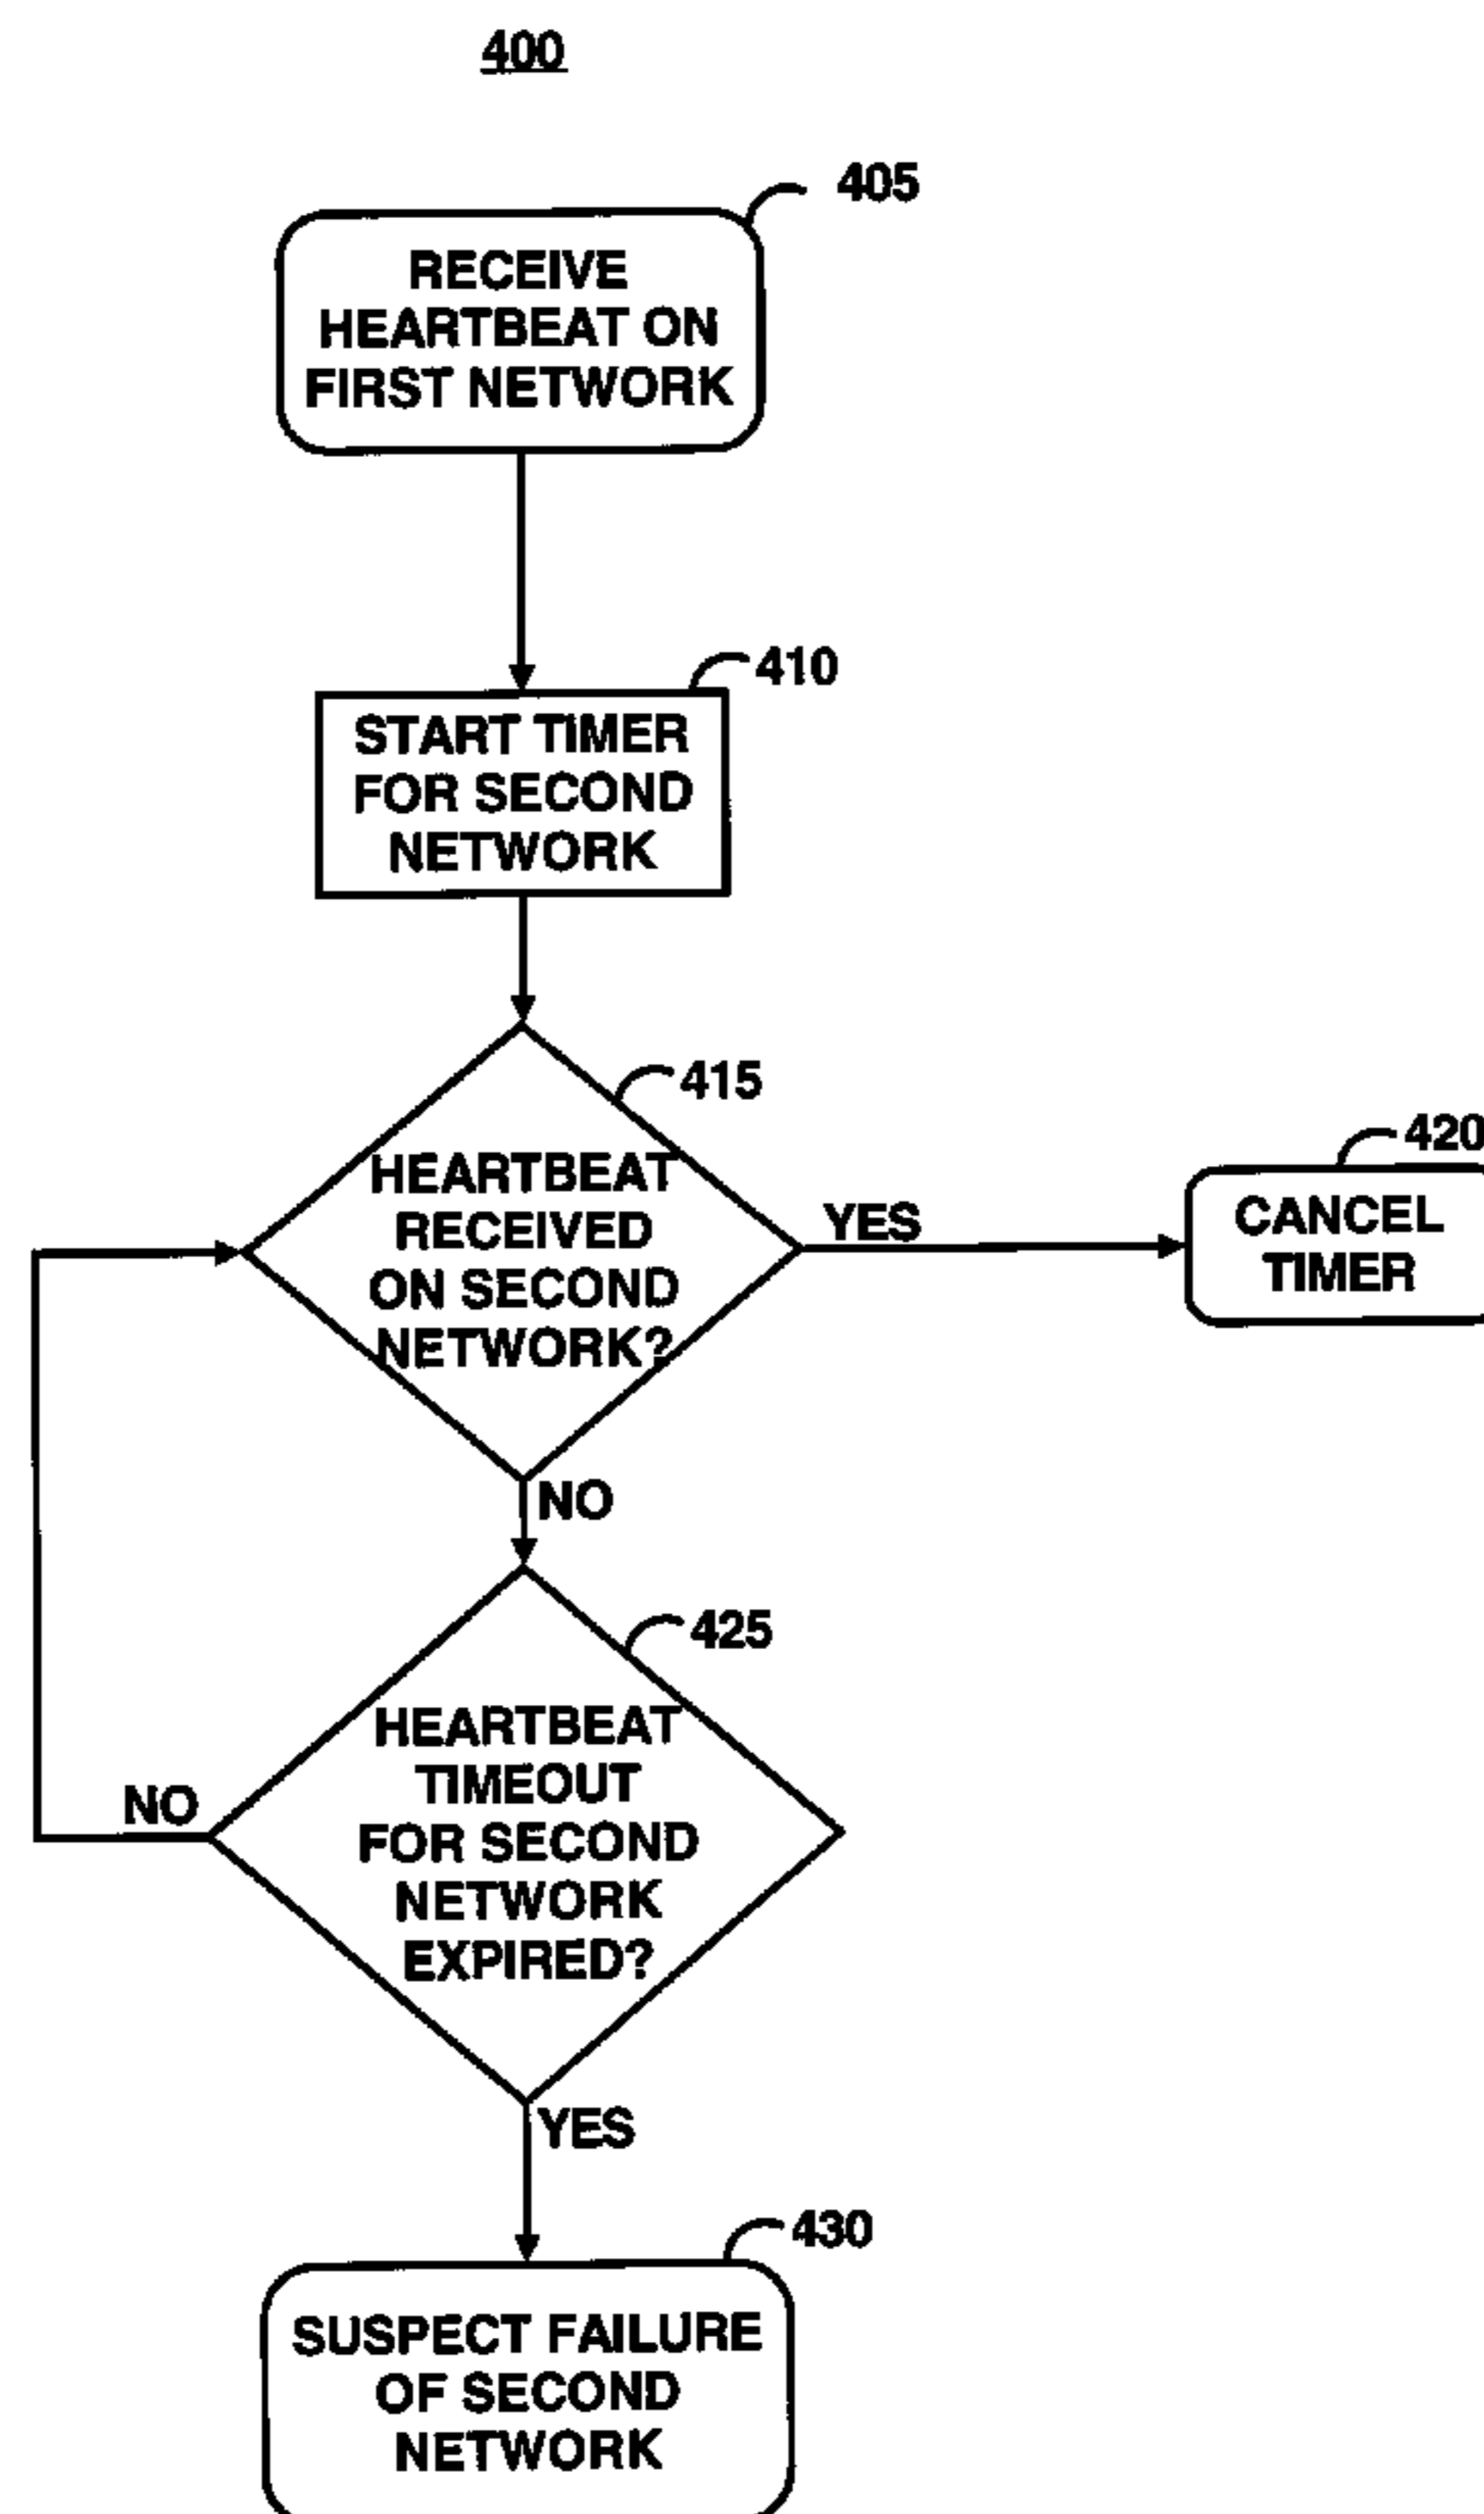 400
405
RECEIVE
HEARTBEAT ON
FIRST NETWORK
410
START TIMER
FOR SECOND
NETWORK
415
HEARTBEAT
RECEIVED
ON SECOND
NETWORK?
YES
420
CANCEL
TIMER
NO
425
HEARTBEAT
TIMEOUT
FOR SECOND
NETWORK
EXPIRED?
NO
YES
430
SUSPECT FAILURE
OF SECOND
NETWORK